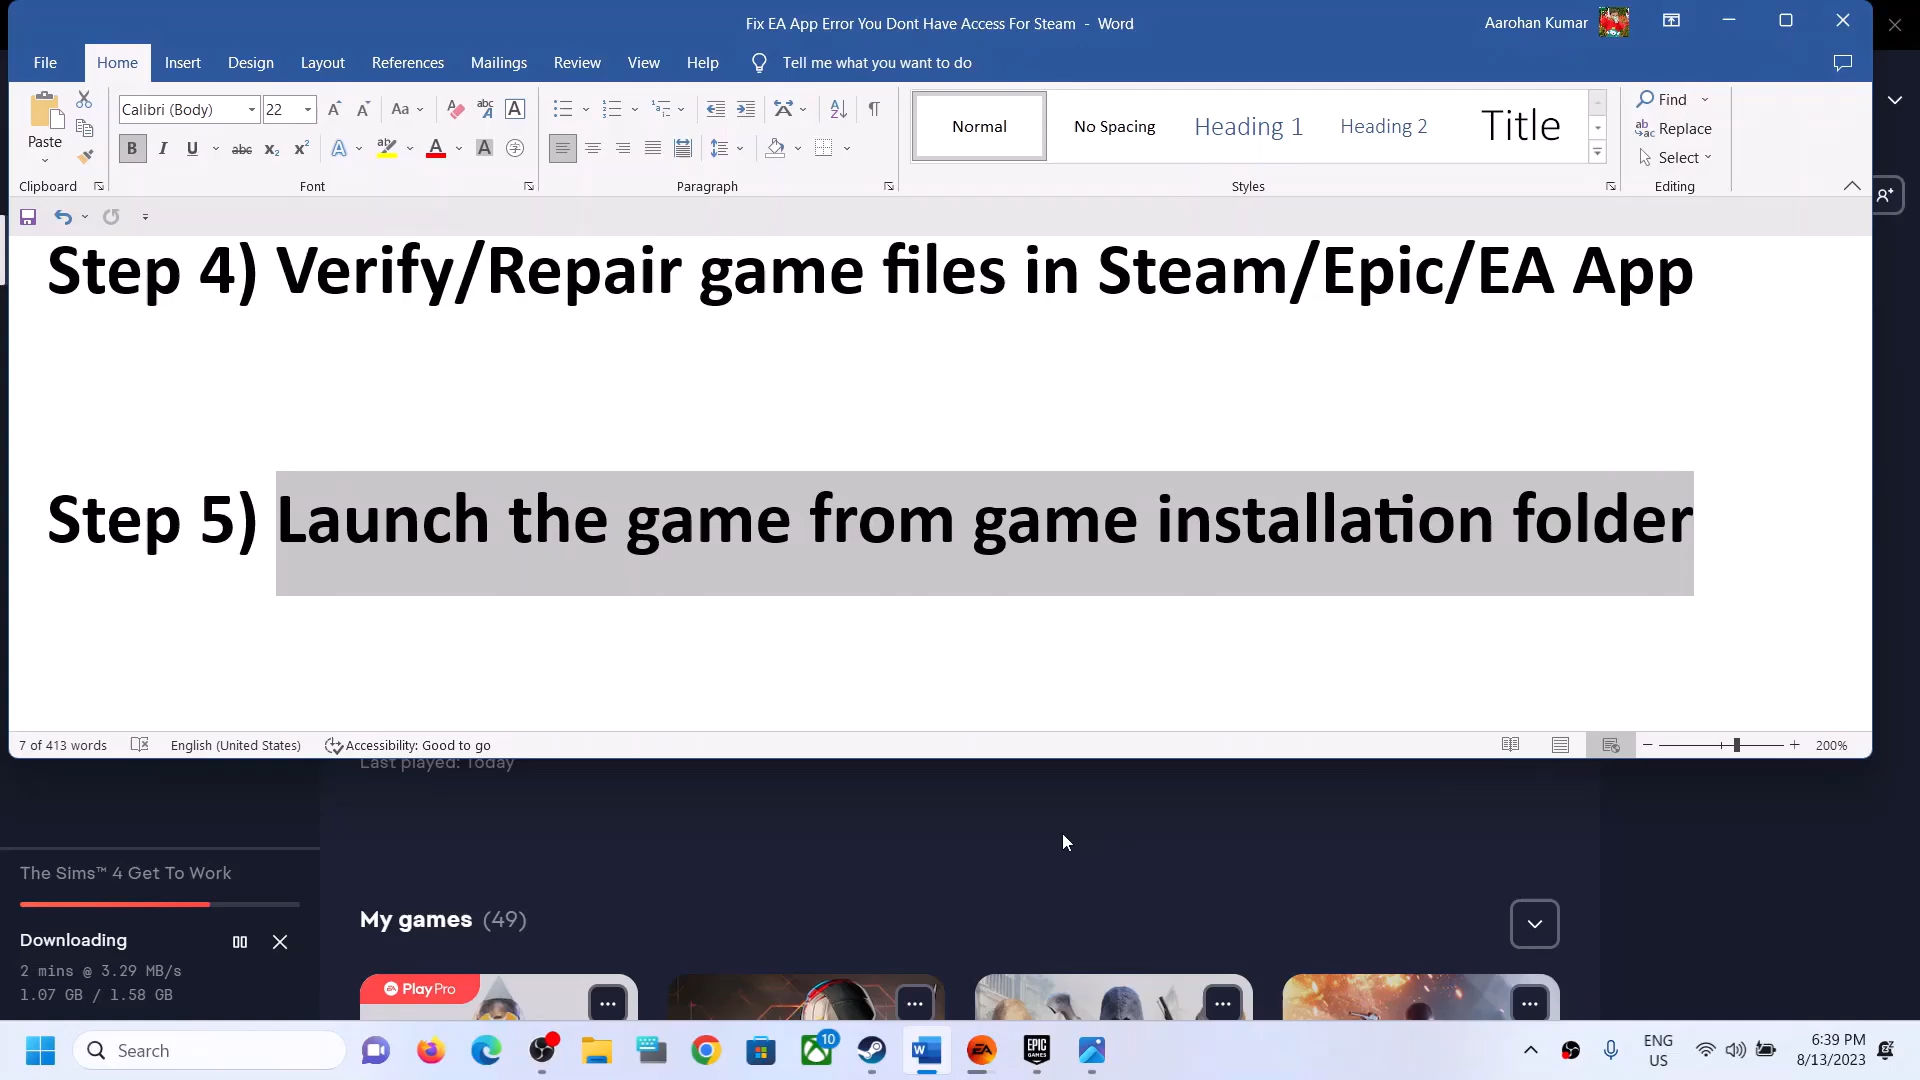 Fix EA App Error You Dont Have Access For Steam - Word
Aarohan Kumar
File Home Insert Design Layout References Mailings Review View Help Tell me what you want to do
Paste
Calibri (Body) 22
Normal No Spacing Heading 1 Heading 2 Title
Find
Replace
Select
Clipboard Font Paragraph Styles Editing
Step 4) Verify/Repair game files in Steam/Epic/EA App
Step 5) Launch the game from game installation folder
7 of 413 words English (United States) Accessibility: Good to go 200%
Last played: Today
The Sims™ 4 Get To Work
My games (49)
Downloading
2 mins @ 3.29 MB/s
1.07 GB / 1.58 GB
EA Play Pro
Search
10
EPIC GAMES
ENG
US
6:39 PM
8/13/2023